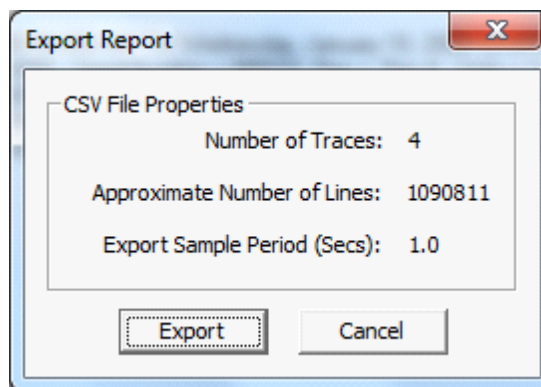 Export Report
CSV File Properties
Number of Traces: 4
Approximate Number of Lines: 1090811
Export Sample Period (Secs): 1.0
Export Cancel